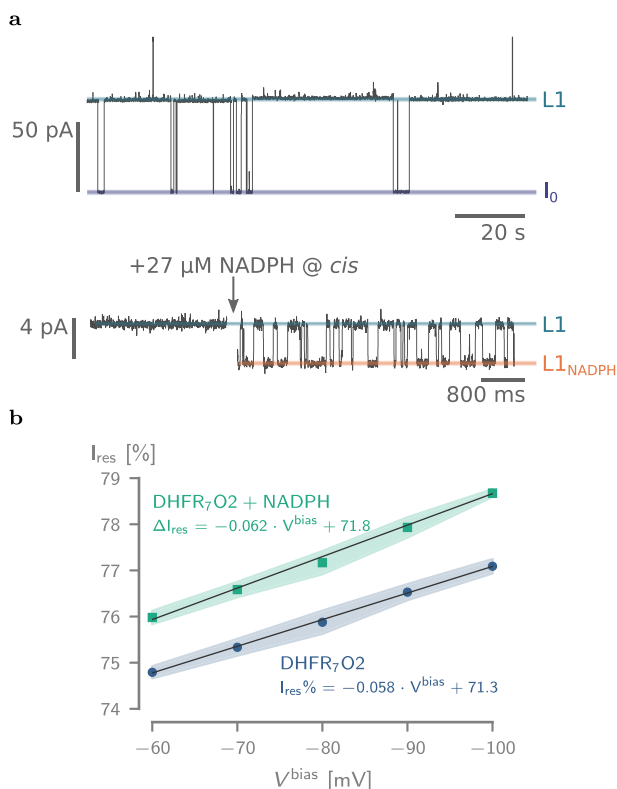 a
L1
50 pA
I₀
20 s
+27 µM NADPH @ cis
4 pA
L1
L1NADPH
800 ms
b
Ires [%]
79
78
77
76
75
74
DHFR₇O2 + NADPH
ΔIres = −0.062 · Vbias + 71.8
DHFR₇O2
Ires% = −0.058 · Vbias + 71.3
−60 −70 −80 −90 −100
Vbias [mV]